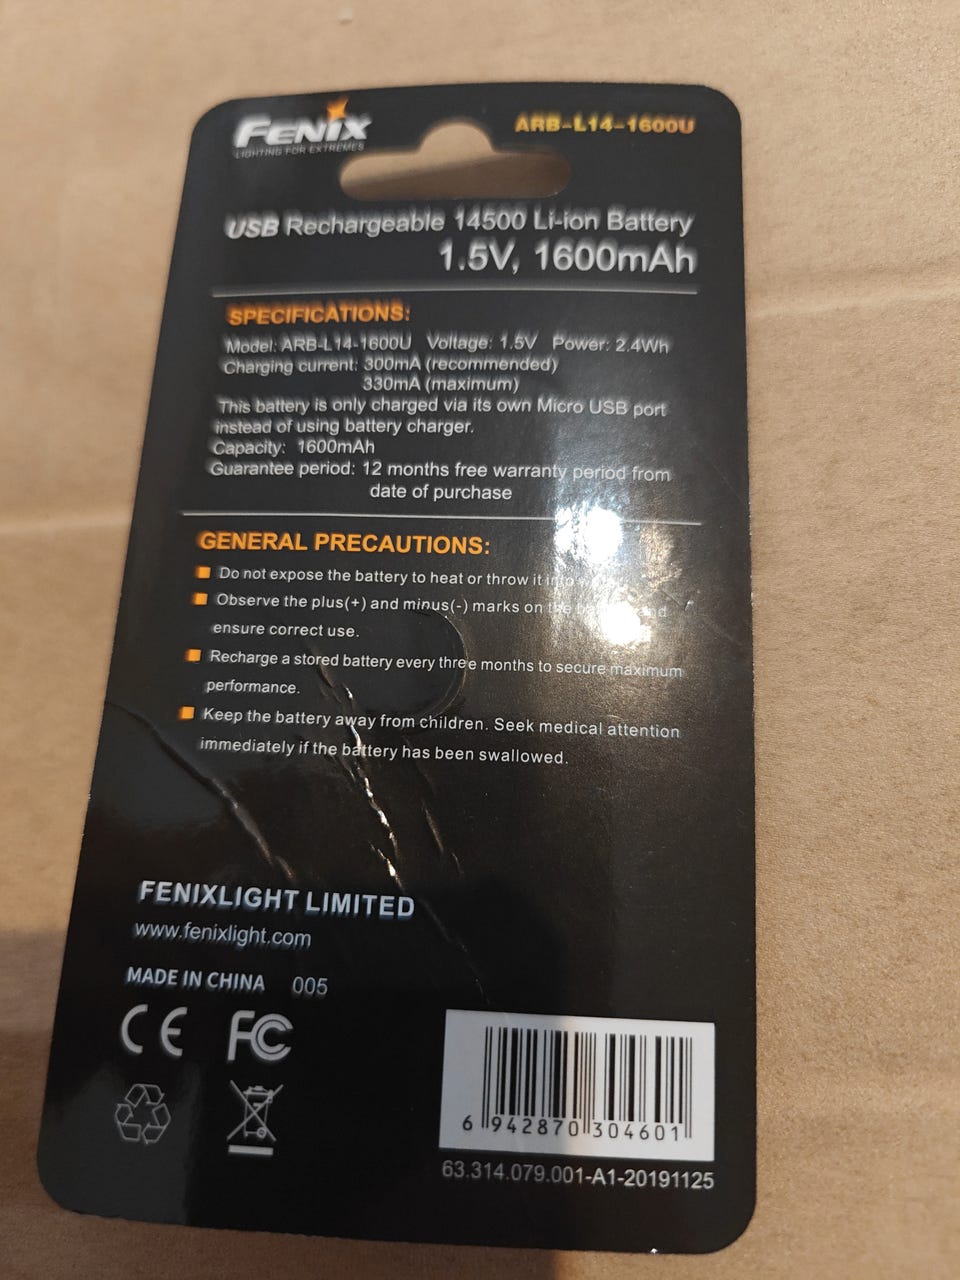 FENIX
LIGHTING FOR EXTREMES
ARB-L14-1600U
USB Rechargeable 14500 Li-ion Battery
1.5V, 1600mAh
SPECIFICATIONS:
Model: ARB-L14-1600U Voltage: 1.5V Power: 2.4Wh
Charging current: 300mA (recommended)
330mA (maximum)
This battery is only charged via its own Micro USB port
instead of using battery charger.
Capacity: 1600mAh
Guarantee period: 12 months free warranty period from
date of purchase
GENERAL PRECAUTIONS:
Do not expose the battery to heat or throw it into
Observe the plus(+) and minus(-) marks on the battery and
ensure correct use.
Recharge a stored battery every three months to secure maximum
performance.
Keep the battery away from children. Seek medical attention
immediately if the battery has been swallowed.
FENIXLIGHT LIMITED
www.fenixlight.com
MADE IN CHINA 005
CE FC
6 942870 304601
63.314.079.001-A1-20191125